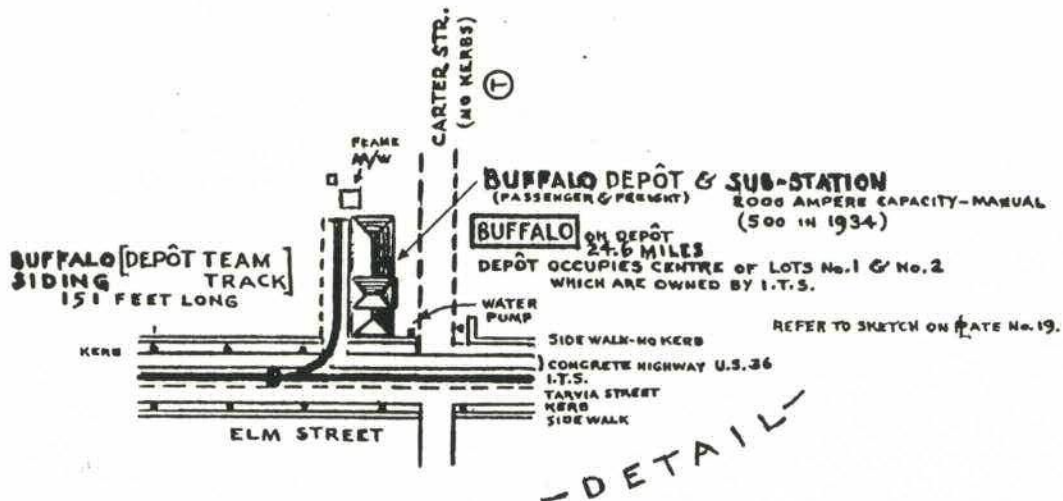 CARTER STR.
(NO KERBS)
T
FRAME
M/W
BUFFALO DEPÔT & SUB-STATION
(PASSENGER & FREIGHT)
2000 AMPERE CAPACITY-MANUAL
(500 IN 1934)
BUFFALO ON DEPÔT
24.6 MILES
DEPÔT OCCUPIES CENTRE OF LOTS No.1 & No.2
WHICH ARE OWNED BY I.T.S.
BUFFALO [DEPÔT TEAM
SIDING TRACK]
151 FEET LONG
WATER
PUMP
REFER TO SKETCH ON PLATE No.19.
KERB
SIDE WALK-NO KERB
CONCRETE HIGHWAY U.S.36
I.T.S.
TARVIA STREET
KERB
SIDE WALK
ELM STREET
-DETAIL-